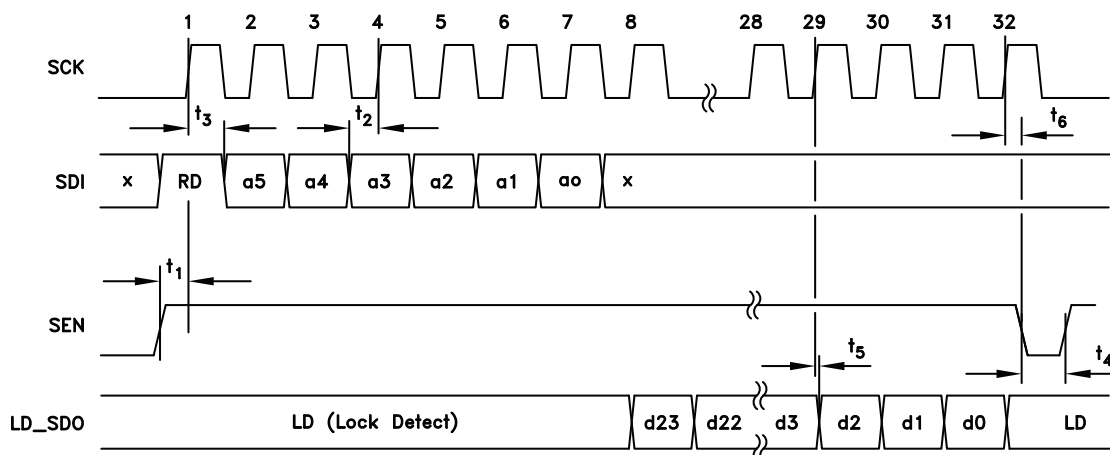 1 2 3 4 5 6 7 8 28 29 30 31 32
SCK
t3 t2 t6
SDI x RD a5 a4 a3 a2 a1 ao x
t1
SEN
t5 t4
LD_SDO LD (Lock Detect) d23 d22 d3 d2 d1 d0 LD